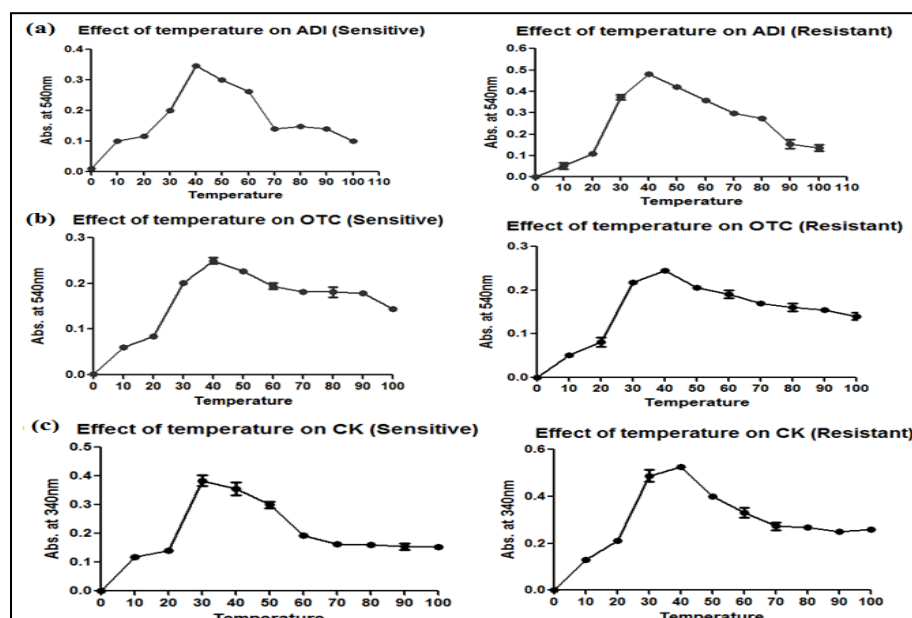 (a) Effect of temperature on ADI (Sensitive)
Abs. at 540nm
0.4
0.3
0.2
0.1
0.0
0 10 20 30 40 50 60 70 80 90 100 110
Temperature
Effect of temperature on ADI (Resistant)
Abs. at 540nm
0.6
0.5
0.4
0.3
0.2
0.1
0.0
0 10 20 30 40 50 60 70 80 90 100 110
Temperature
(b) Effect of temperature on OTC (Sensitive)
Abs. at 540nm
0.3
0.2
0.1
0.0
0 10 20 30 40 50 60 70 80 90 100
Temperature
Effect of temperature on OTC (Resistant)
Abs. at 540nm
0.3
0.2
0.1
0.0
0 10 20 30 40 50 60 70 80 90 100
Temperature
(c) Effect of temperature on CK (Sensitive)
Abs. at 340nm
0.5
0.4
0.3
0.2
0.1
0.0
0 10 20 30 40 50 60 70 80 90 100
Temperature
Effect of temperature on CK (Resistant)
Abs. at 340nm
0.6
0.4
0.2
0.0
0 10 20 30 40 50 60 70 80 90 100
Temperature